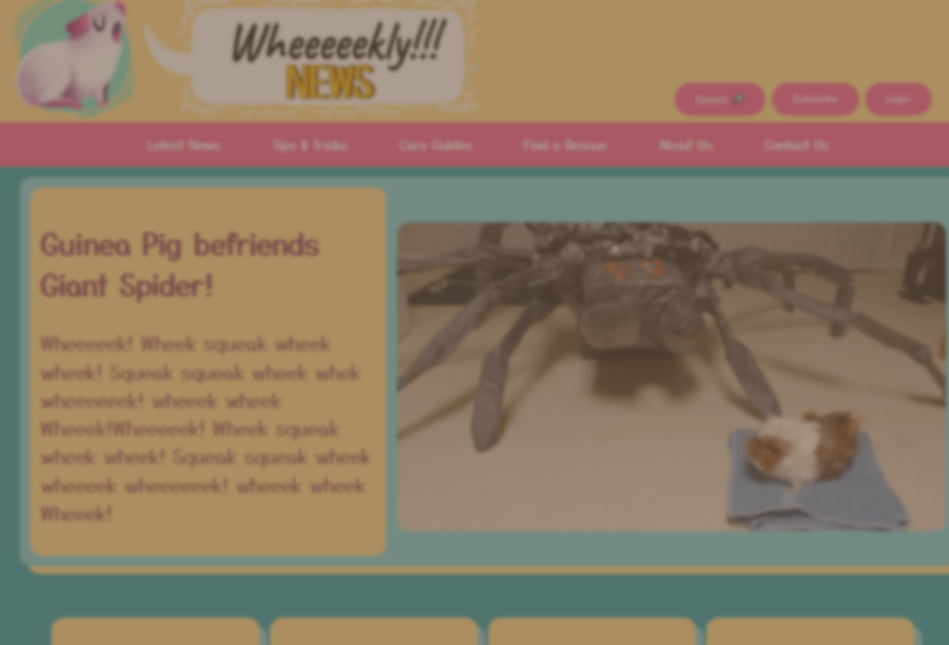 Wheeeeekly!!!
NEWS
Search Subscribe Login
Latest News Tips & Tricks Care Guides Find a Rescue About Us Contact Us
Guinea Pig befriends
Giant Spider!
Wheeeeek! Wheek squeak wheek
wheek! Squeak squeak wheek whek
wheeeeeek! wheeek wheek
Wheeek!Wheeeeek! Wheek squeak
wheek wheek! Squeak squeak wheek
wheeeek wheeeeeek! wheeek wheek
Wheeek!